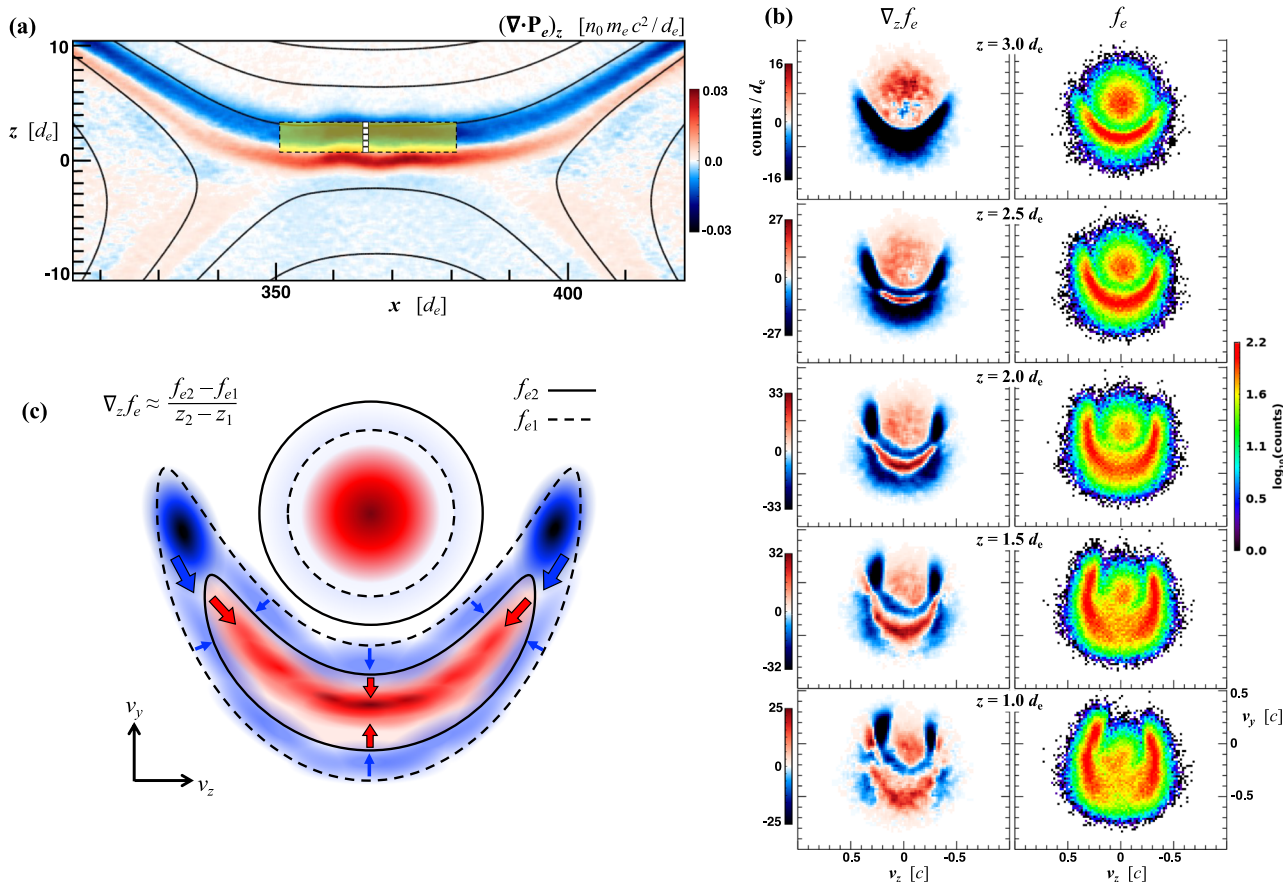 (a)
(∇·P_e)_z [n_0 m_e c^2/d_e]
10
z [d_e]
0
-10
350
400
x [d_e]
0.03
0.0
-0.03
(b)
∇_z f_e
f_e
counts / d_e
16
0
-16
z = 3.0 d_e
27
0
-27
z = 2.5 d_e
33
0
-33
z = 2.0 d_e
32
0
-32
z = 1.5 d_e
25
0
-25
z = 1.0 d_e
0.5
v_y [c]
0
-0.5
0.5 0 -0.5
v_z [c]
0.5 0 -0.5
v_z [c]
2.2
1.6
1.1
0.5
0.0
log_10(counts)
(c)
∇_z f_e ≈ (f_e2 − f_e1)/(z_2 − z_1)
f_e2
f_e1
v_y
v_z